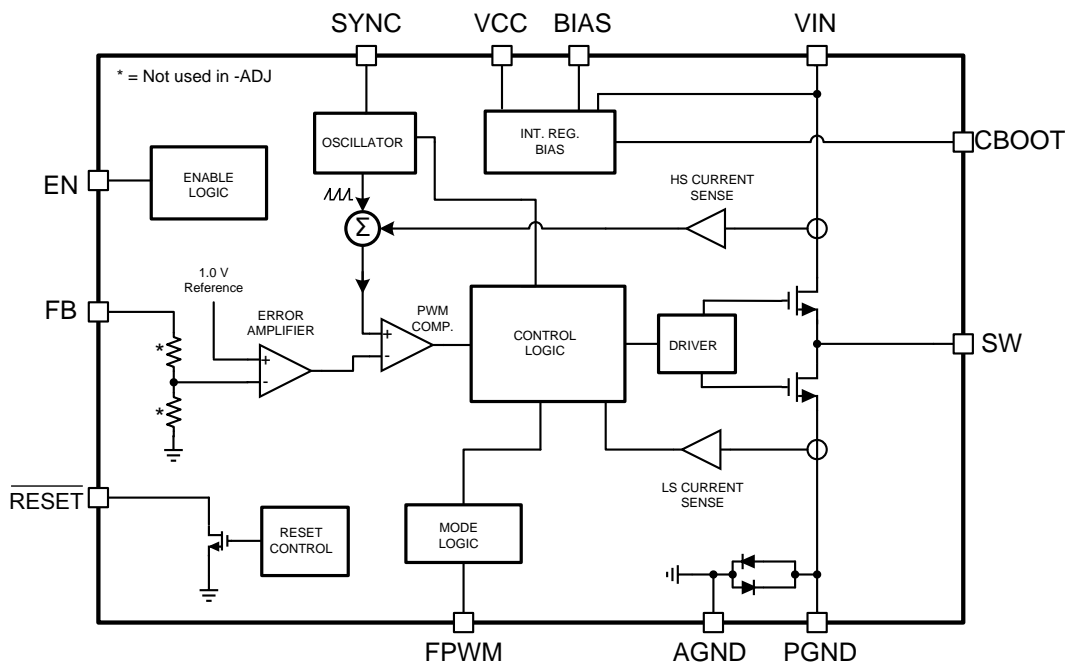 SYNC VCC BIAS VIN
* = Not used in -ADJ
OSCILLATOR
INT. REG.
BIAS
CBOOT
EN
ENABLE
LOGIC
HS CURRENT
SENSE
Σ
1.0 V
Reference
FB
ERROR
AMPLIFIER
PWM
COMP.
+
-
+
-
*
*
CONTROL
LOGIC
DRIVER
SW
LS CURRENT
SENSE
RESET
RESET
CONTROL
MODE
LOGIC
FPWM AGND PGND